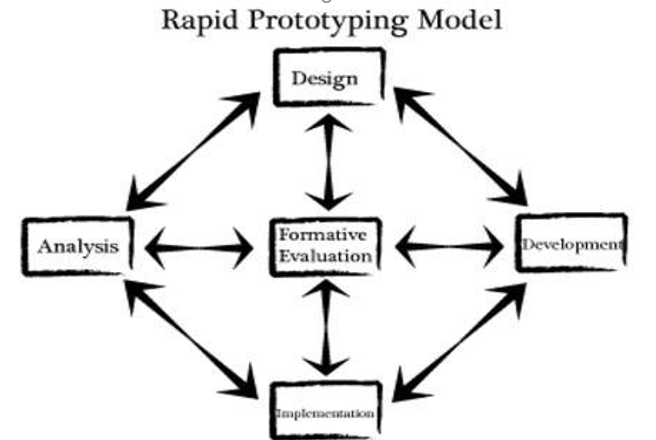 Rapid Prototyping Model
Design
Analysis
Formative
Evaluation
Development
Implementation